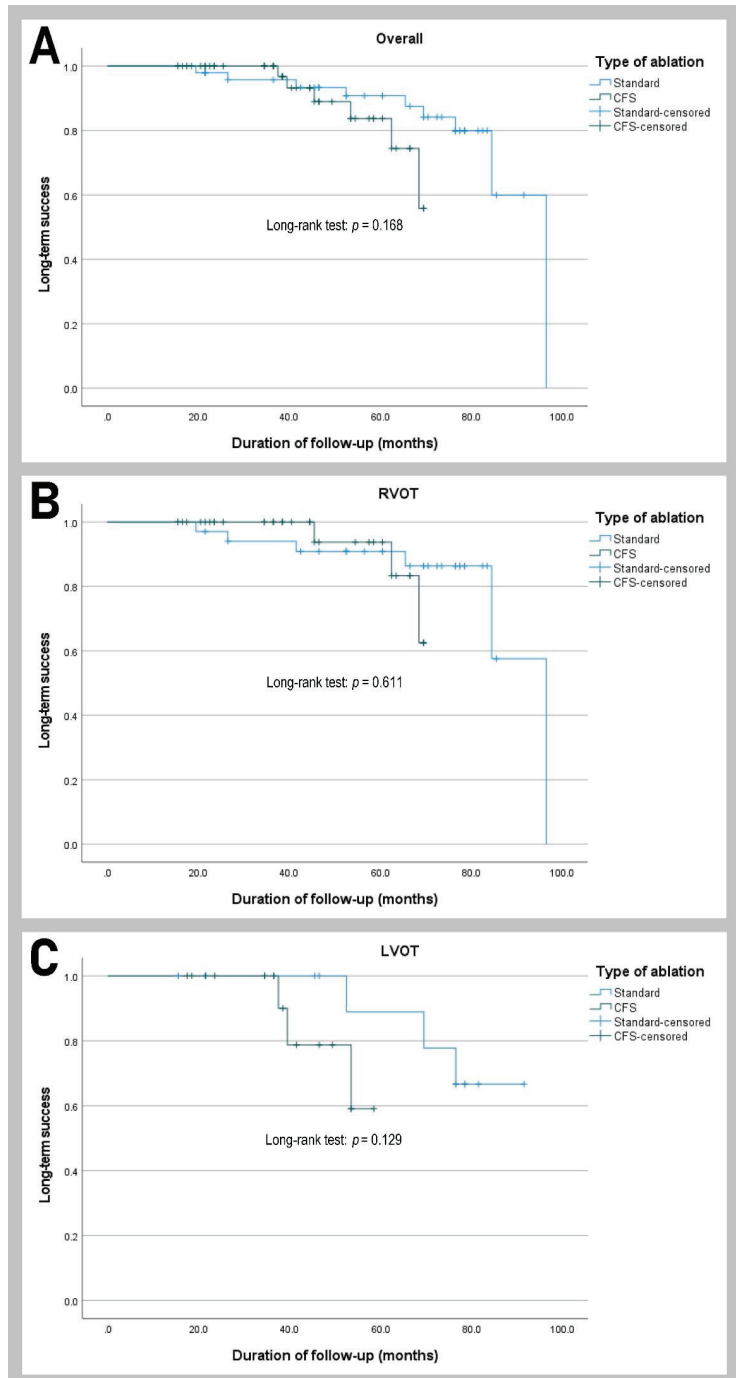 A
Overall
Type of ablation
Standard
CFS
Standard-censored
CFS-censored
1.0
0.8
0.6
0.4
0.2
0.0
Long-term success
Long-rank test: p = 0.168
.0 20.0 40.0 60.0 80.0 100.0
Duration of follow-up (months)
B
RVOT
Type of ablation
Standard
CFS
Standard-censored
CFS-censored
1.0
0.8
0.6
0.4
0.2
0.0
Long-term success
Long-rank test: p = 0.611
.0 20.0 40.0 60.0 80.0 100.0
Duration of follow-up (months)
C
LVOT
Type of ablation
Standard
CFS
Standard-censored
CFS-censored
1.0
0.8
0.6
0.4
0.2
0.0
Long-term success
Long-rank test: p = 0.129
.0 20.0 40.0 60.0 80.0 100.0
Duration of follow-up (months)